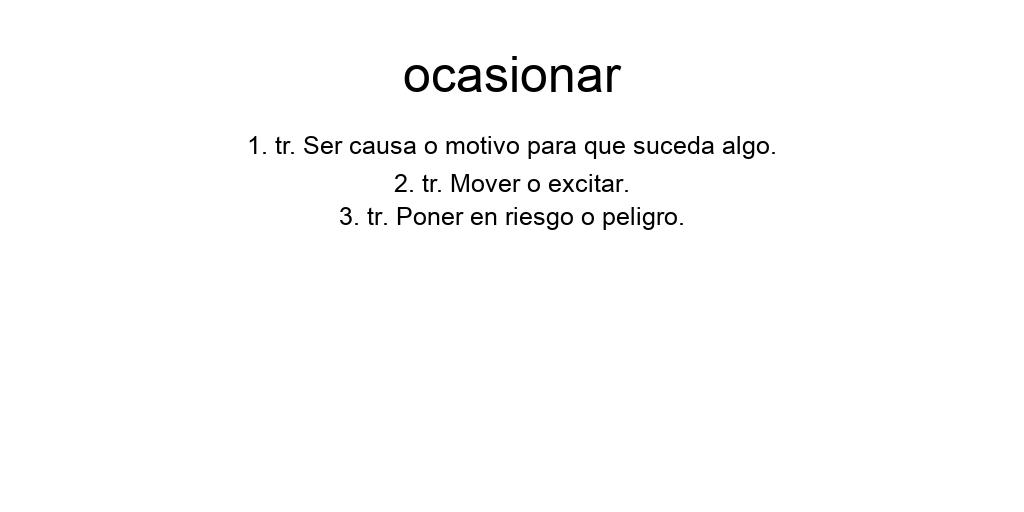 ocasionar
1. tr. Ser causa o motivo para que suceda algo.
2. tr. Mover o excitar.
3. tr. Poner en riesgo o peligro.